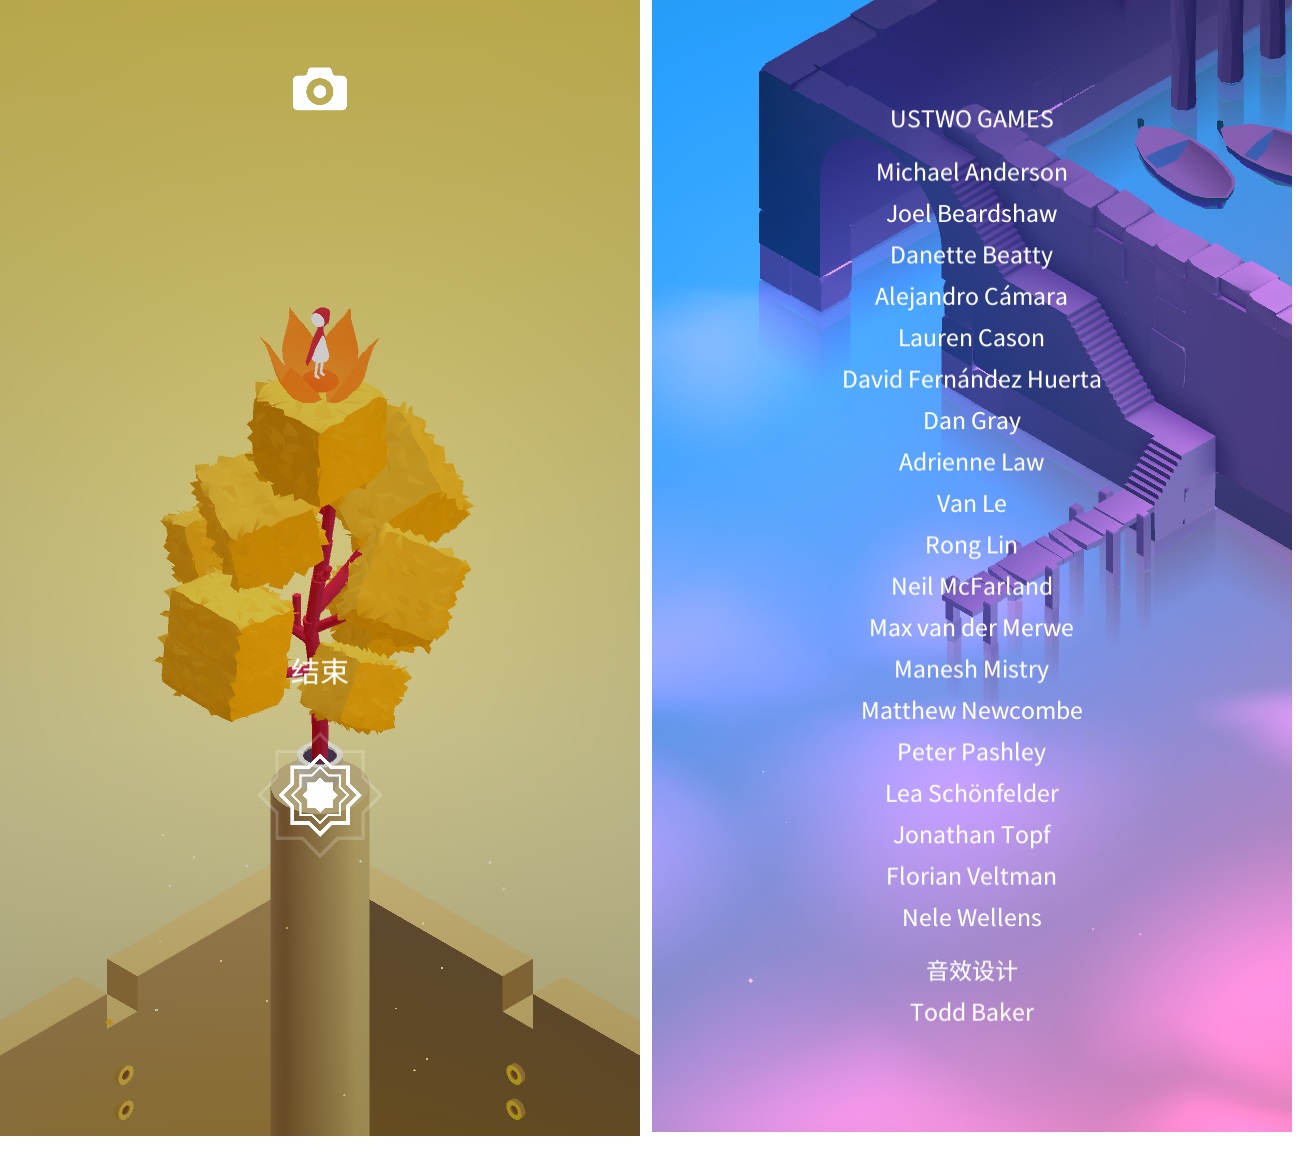 结束
USTWO GAMES
Michael Anderson
Joel Beardshaw
Danette Beatty
Alejandro Cámara
Lauren Cason
David Fernández Huerta
Dan Gray
Adrienne Law
Van Le
Rong Lin
Neil McFarland
Max van der Merwe
Manesh Mistry
Matthew Newcombe
Peter Pashley
Lea Schönfelder
Jonathan Topf
Florian Veltman
Nele Wellens
音效设计
Todd Baker